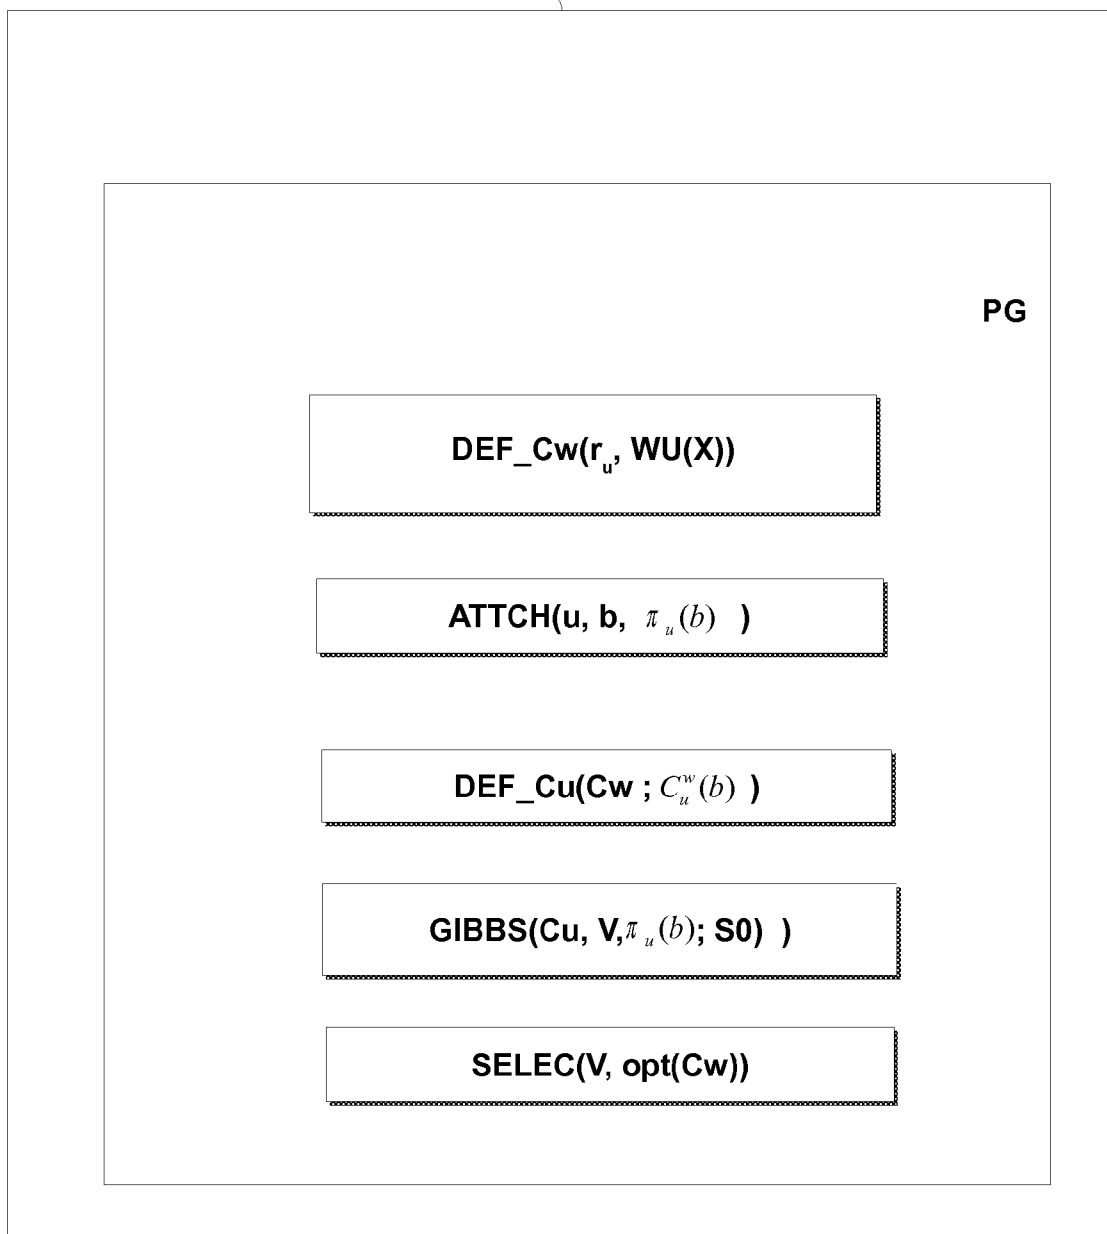 PG
DEF_Cw(r_u, WU(X))
ATTCH(u, b, π_u(b) )
DEF_Cu(Cw ; C_u^w(b) )
GIBBS(Cu, V,π_u(b); S0) )
SELEC(V, opt(Cw))